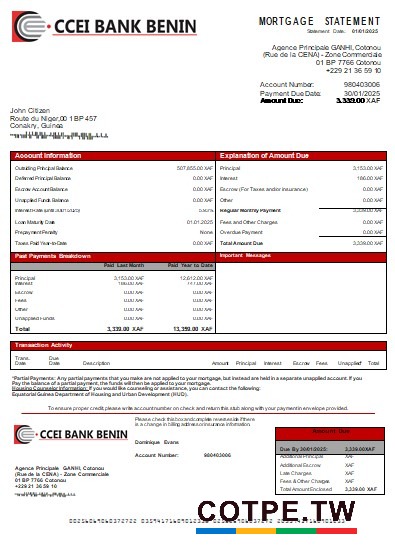 CCEI BANK BENIN
MORTGAGE STATEMENT
Statement Date: 01/01/2025
Agence Principale GANHI, Cotonou
(Rue de la CENA) - Zone Commerciale
01 BP 7766 Cotonou
+229 21 36 59 10
Account Number: 980403006
Payment Due Date: 30/01/2025
Amount Due: 3,339.00 XAF
John Citizen
Route du Niger,00 1 BP 457
Conakry, Guinea
Account Information
Outstanding Principal Balance 507,855.00 XAF
Deferred Principal Balance 0.00 XAF
Escrow Account Balance 0.00 XAF
Unapplied Funds Balance 0.00 XAF
Interest Rate (until 30/01/2025)
Loan Maturity Date 01.01.2025
Prepayment Penalty None
Taxes Paid Year-to-Date 0.00 XAF
Explanation of Amount Due
Principal 3,153.00 XAF
Interest 186.00 XAF
Escrow (For Taxes and/or Insurance) 0.00 XAF
Other 0.00 XAF
Regular Monthly Payment 3,339.00 XAF
Fees and Other Charges 0.00 XAF
Overdue Payment 0.00 XAF
Total Amount Due 3,339.00 XAF
Past Payments Breakdown
Paid Last Month Paid Year to Date
Principal 3,153.00 XAF 12,612.00 XAF
Interest 186.00 XAF 747.00 XAF
Escrow 0.00 XAF 0.00 XAF
Fees 0.00 XAF 0.00 XAF
Other 0.00 XAF 0.00 XAF
Unapplied Funds 0.00 XAF 0.00 XAF
Total 3,339.00 XAF 13,359.00 XAF
Important Messages
Transaction Activity
Trans. Date Due Date Description Amount Principal Interest Escrow Fees Unapplied* Total
*Partial Payments: Any partial payments that you make are not applied to your mortgage, but instead are held in a separate unapplied account. If you
Pay the balance of a partial payment, the funds will then be applied to your mortgage.
Housing Counselor Information: If you would like counseling or assistance, you can contact the following:
Equatorial Guinea Department of Housing and Urban Development (HUD),
To ensure proper credit, please write account number on check and return this stub along with your payment in envelope provided.
CCEI BANK BENIN
Please check this box and complete reverse side if there
is a change in billing address or insurance information.
Dominique Evans
Account Number: 980403006
Amount Due
Due By 30/01/2025: 3,339.00 XAF
Additional Principal XAF
Additional Escrow XAF
Late Charges XAF
Fees & Other Charges XAF
Total Amount Enclosed 3,339.00 XAF
Agence Principale GANHI, Cotonou
(Rue de la CENA) - Zone Commerciale
01 BP 7766 Cotonou
+229 21 36 59 10
COTPE.TW